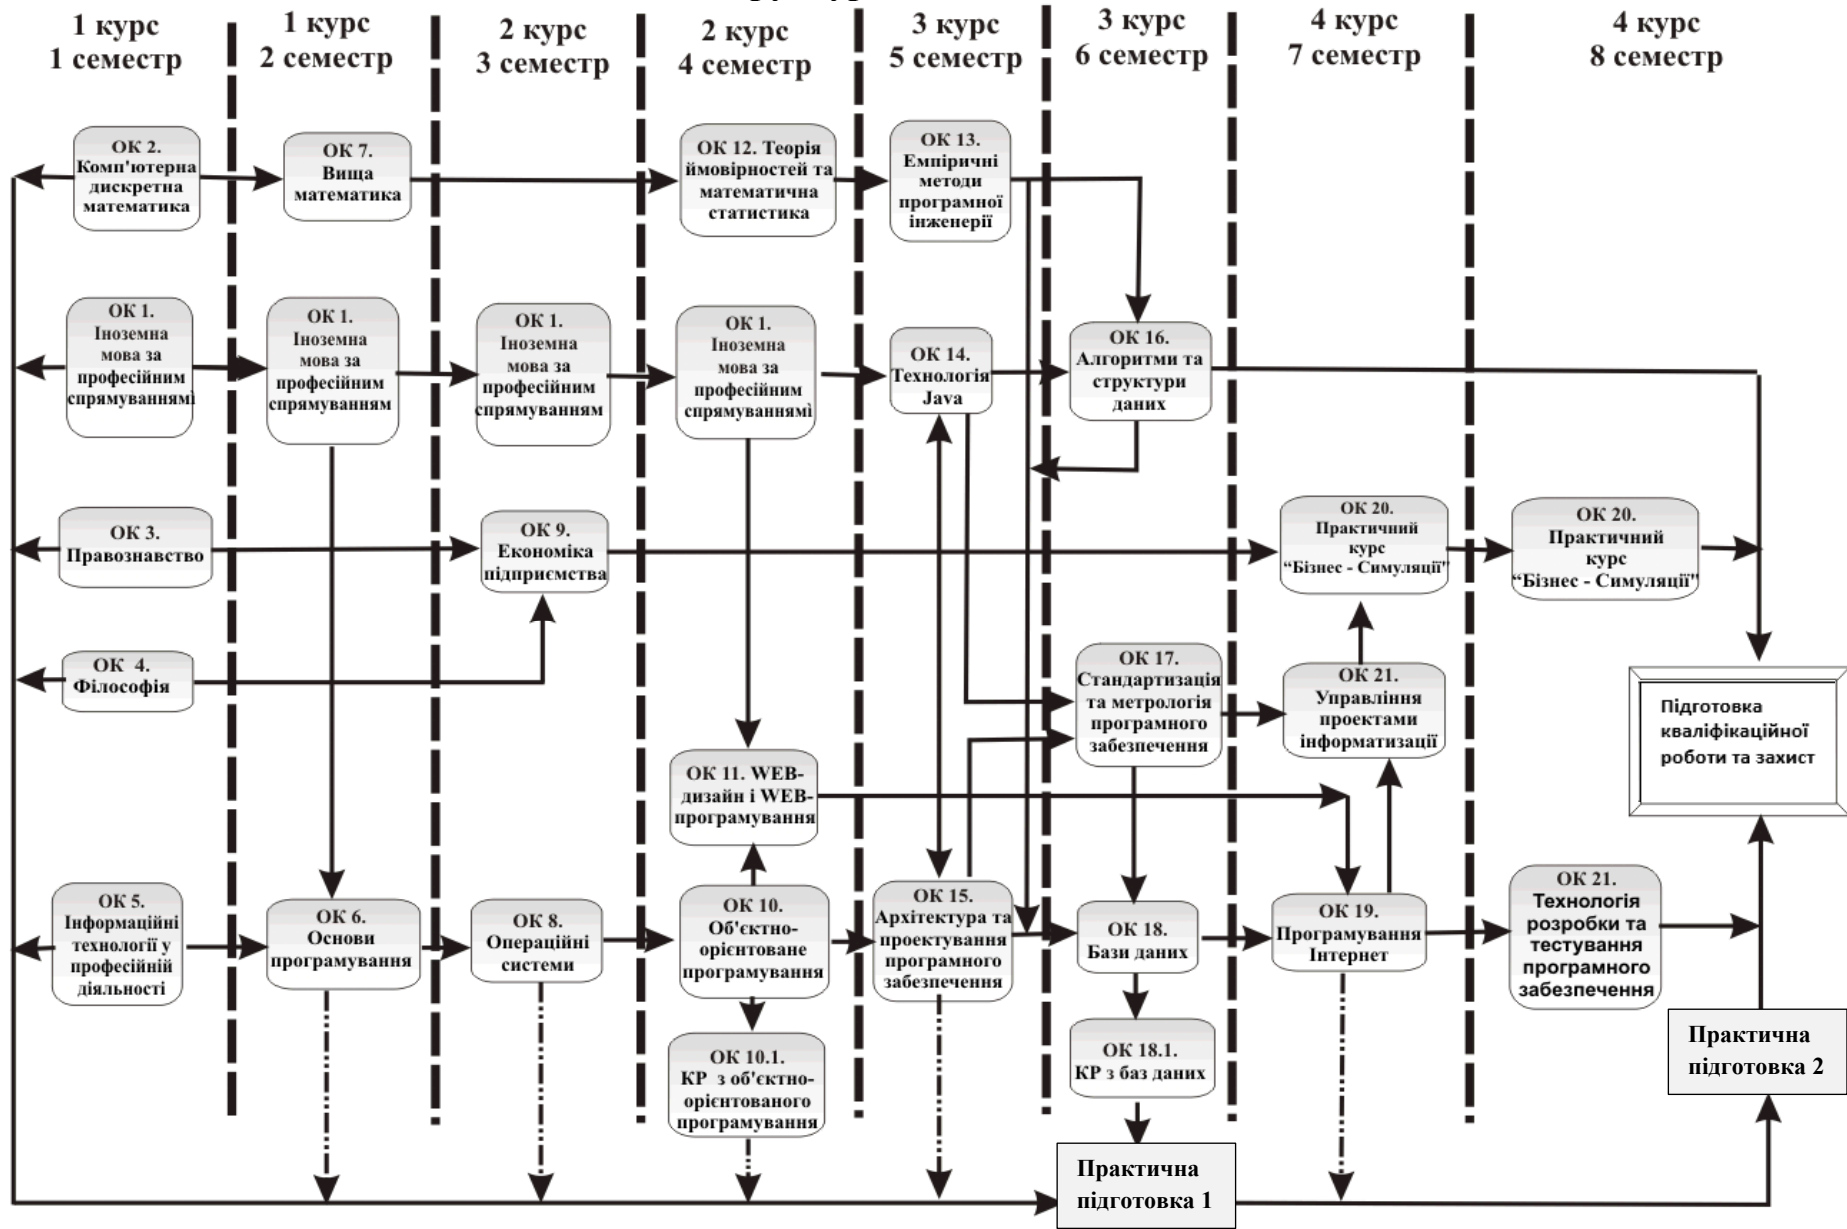 1 курс
1 семестр
1 курс
2 семестр
2 курс
3 семестр
2 курс
4 семестр
3 курс
5 семестр
3 курс
6 семестр
4 курс
7 семестр
4 курс
8 семестр
ОК 2.
Комп'ютерна
дискретна
математика
ОК 7.
Вища
математика
ОК 12. Теорія
ймовірностей та
математична
статистика
ОК 13.
Емпіричні
методи
програмної
інженерії
ОК 1.
Іноземна
мова за
професійним
спрямуваннямі
ОК 1.
Іноземна
мова за
професійним
спрямуванням
ОК 1.
Іноземна
мова за
професійним
спрямуванням
ОК 1.
Іноземна
мова за
професійним
спрямуваннямі
ОК 14.
Технологія
Java
ОК 16.
Алгоритми та
структури
даних
ОК 3.
Правознавство
ОК 9.
Економіка
підприємства
ОК 20.
Практичний
курс
“Бізнес - Симуляції"
ОК 20.
Практичний
курс
“Бізнес - Симуляції"
ОК 4.
Філософія
ОК 17.
Стандартизація
та метрологія
програмного
забезпечення
ОК 21.
Управління
проектами
інформатизації
Підготовка
кваліфікаційної
роботи та захист
ОК 11. WEB-
дизайн і WEB-
програмування
ОК 5.
Інформаційні
технології у
професійній
діяльності
ОК 6.
Основи
програмування
ОК 8.
Операційні
системи
ОК 10.
Об'єктно-
орієнтоване
програмування
ОК 15.
Архітектура та
проектування
програмного
забезпечення
ОК 18.
Бази даних
ОК 19.
Програмування
Інтернет
ОК 21.
Технологія
розробки та
тестування
програмного
забезпечення
ОК 10.1.
КР з об'єктно-
орієнтованого
програмування
ОК 18.1.
КР з баз даних
Практична
підготовка 2
Практична
підготовка 1